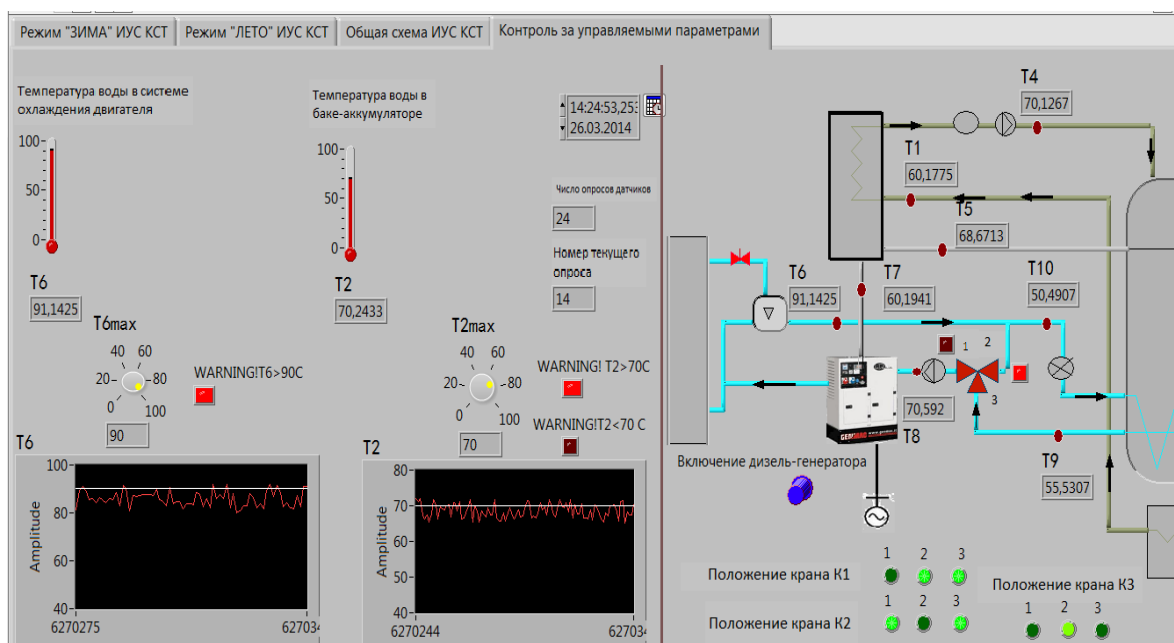 Режим "ЗИМА" ИУС КСТ
Режим "ЛЕТО" ИУС КСТ
Общая схема ИУС КСТ
Контроль за управляемыми параметрами
Температура воды в системе
охлаждения двигателя
100
50
0
T6
91,1425
Температура воды в
баке-аккумуляторе
100
50
0
T2
70,2433
14:24:53,25
26.03.2014
Число опросов датчиков
24
Номер текущего
опроса
14
T6max
0
20
40
60
80
100
90
WARNING!T6>90C
T2max
0
20
40
60
80
100
70
WARNING! T2>70C
WARNING!T2<70 C
T6
Amplitude
100
80
60
40
6270275
627034
T2
Amplitude
80
70
60
50
40
6270244
627034
T4
70,1267
T1
60,1775
T5
68,6713
T6
91,1425
T7
60,1941
T10
50,4907
1
2
3
70,592
T8
T9
55,5307
Включение дизель-генератора
Положение крана К1
1 2 3
Положение крана К2
1 2 3
Положение крана К3
1 2 3